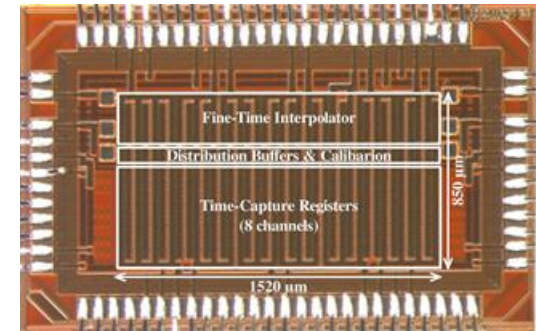 Fine-Time Interpolator
Distribution Buffers & Calibarion
Time-Capture Registers
(8 channels)
850 µm
1520 µm